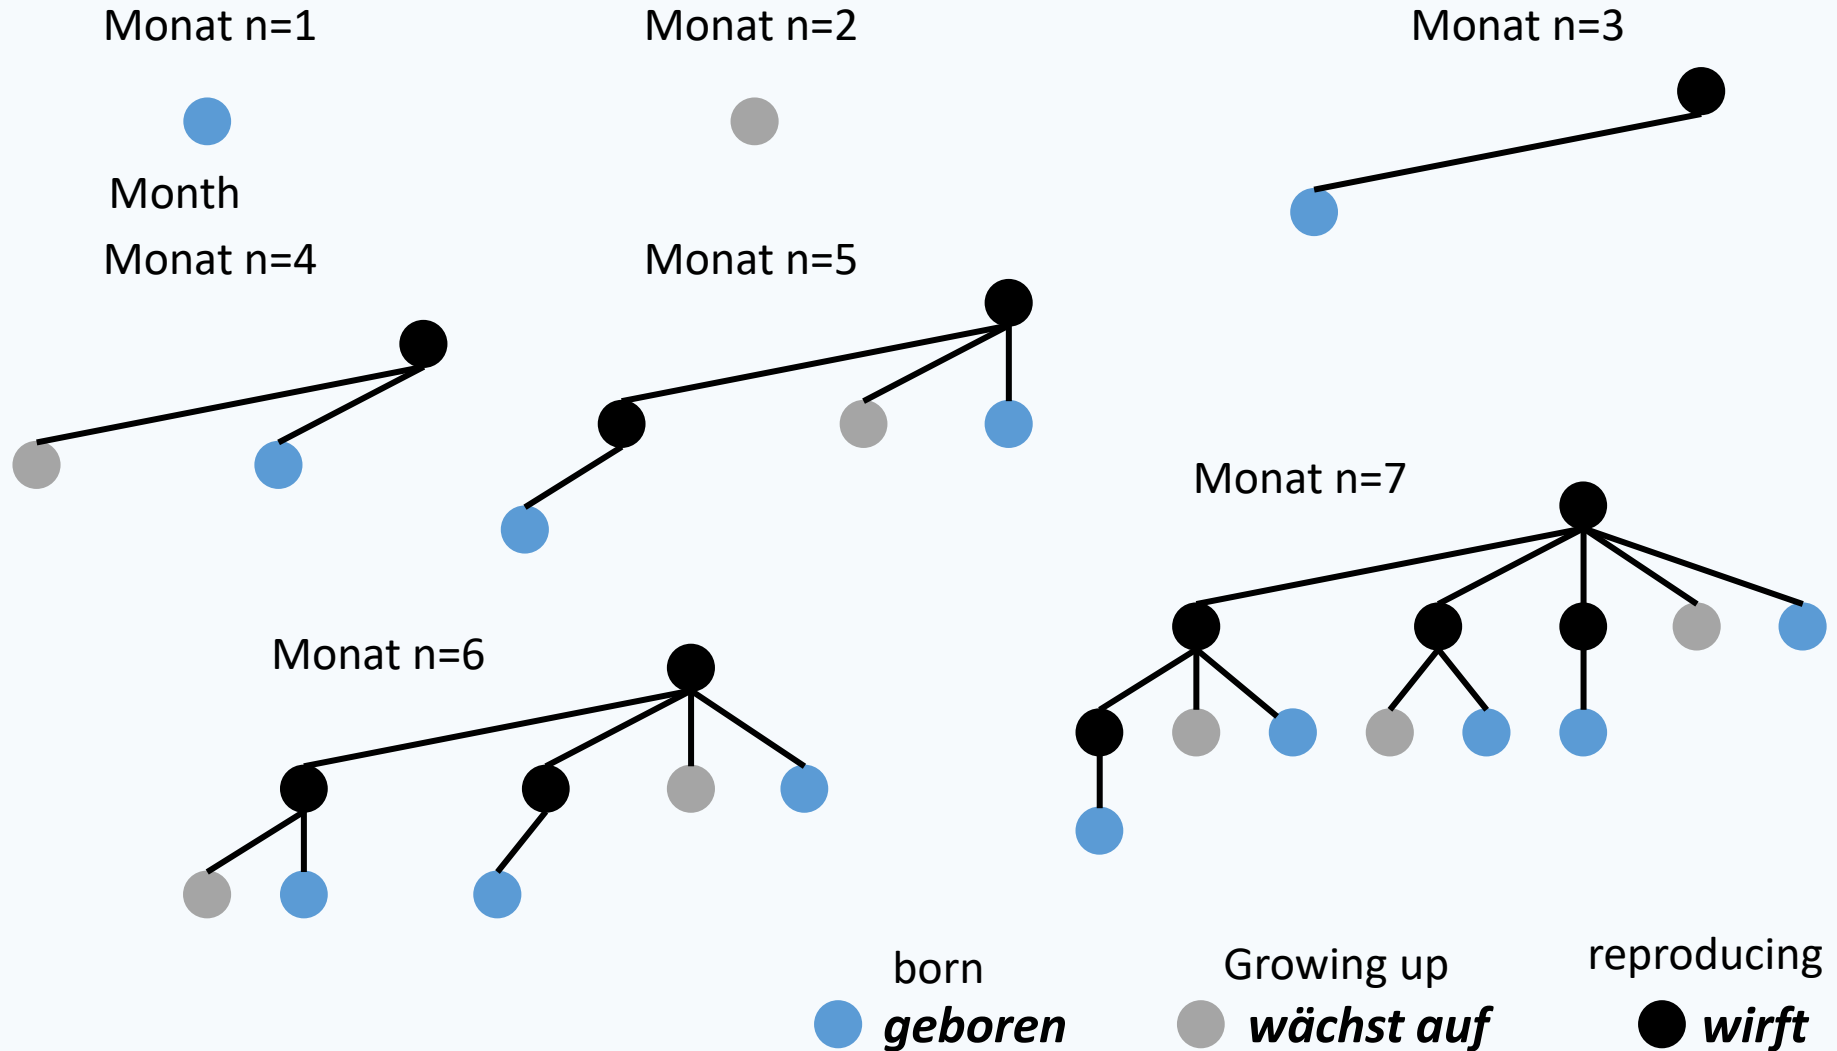 Monat n=1
Monat n=2
Monat n=3
Month
Monat n=4
Monat n=5
Monat n=7
Monat n=6
born
Growing up
reproducing
geboren
wächst auf
wirft